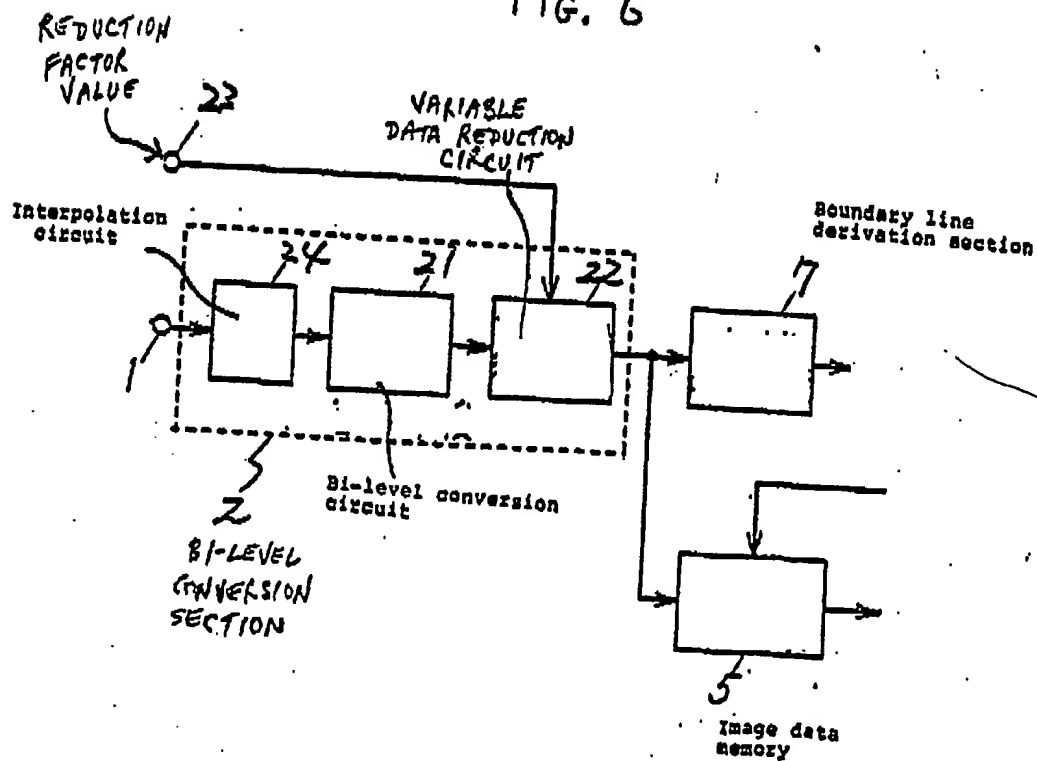 FIG. 6
REDUCTION
FACTOR
VALUE
23
VARIABLE
DATA REDUCTION
CIRCUIT
Interpolation
circuit
Boundary line
derivation section
24
21
22
7
1
2
BI-LEVEL
CONVERSION
SECTION
Bi-level conversion
circuit
5
Image data
memory